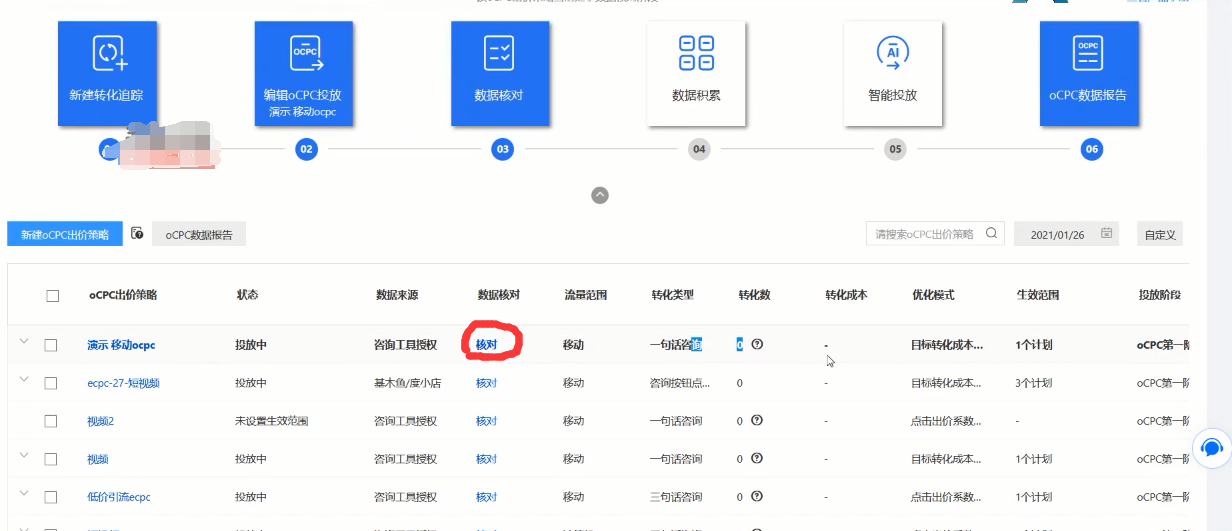 OCPC
OCPC
AI
新建转化追踪
编辑oCPC投放
演示 移动ocpc
数据核对
数据积累
智能投放
oCPC数据报告
02
03
04
05
06
新建oCPC出价策略
oCPC数据报告
请搜索oCPC出价策略
2021/01/26
自定义
oCPC出价策略 状态 数据来源 数据核对 流量范围 转化类型 转化数 转化成本 优化模式 生效范围 投放阶段
演示 移动ocpc 投放中 咨询工具授权 核对 移动 一句话咨询 0 - 目标转化成本... 1个计划 oCPC第一阶
ecpc-27-短视频 投放中 基木鱼/度小店 核对 移动 咨询按钮点... 0 - 目标转化成本... 3个计划 oCPC第一阶
视频2 未设置生效范围 咨询工具授权 核对 移动 一句话咨询 0 - 点击出价系数... - oCPC第一阶
视频 投放中 咨询工具授权 核对 移动 一句话咨询 0 - 目标转化成本... 1个计划 oCPC第一阶
低价引流ecpc 投放中 咨询工具授权 核对 移动 三句话咨询 0 - 点击出价系数... 1个计划 oCPC第一阶